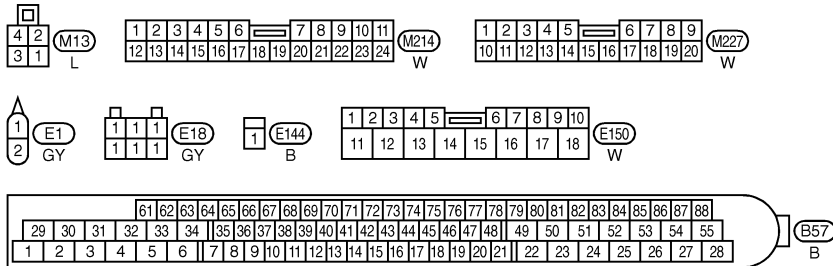 4 2 M13
3 1
L
1 2 3 4 5 6 7 8 9 10 11 M214
12 13 14 15 16 17 18 19 20 21 22 23 24
W
1 2 3 4 5 6 7 8 9 M227
10 11 12 13 14 15 16 17 18 19 20
W
1 E1
2 GY
1 1 1 E18
1 1 1 GY
1 E144
B
1 2 3 4 5 6 7 8 9 10 E150
11 12 13 14 15 16 17 18
W
61 62 63 64 65 66 67 68 69 70 71 72 73 74 75 76 77 78 79 80 81 82 83 84 85 86 87 88
29 30 31 32 33 34 35 36 37 38 39 40 41 42 43 44 45 46 47 48 49 50 51 52 53 54 55 B57
1 2 3 4 5 6 7 8 9 10 11 12 13 14 15 16 17 18 19 20 21 22 23 24 25 26 27 28 B